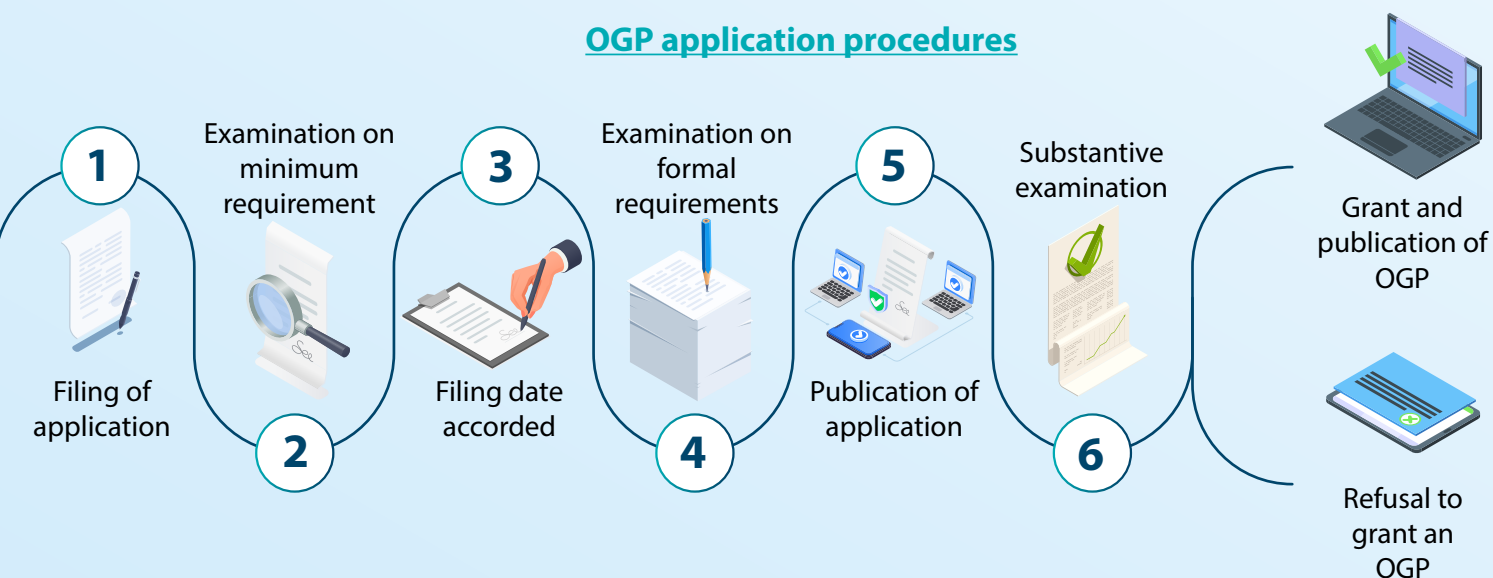 OGP application procedures
1
Filing of
application
Examination on
minimum
requirement
2
3
Filing date
accorded
Examination on
formal
requirements
4
5
Publication of
application
Substantive
examination
6
Grant and
publication of
OGP
Refusal to
grant an
OGP